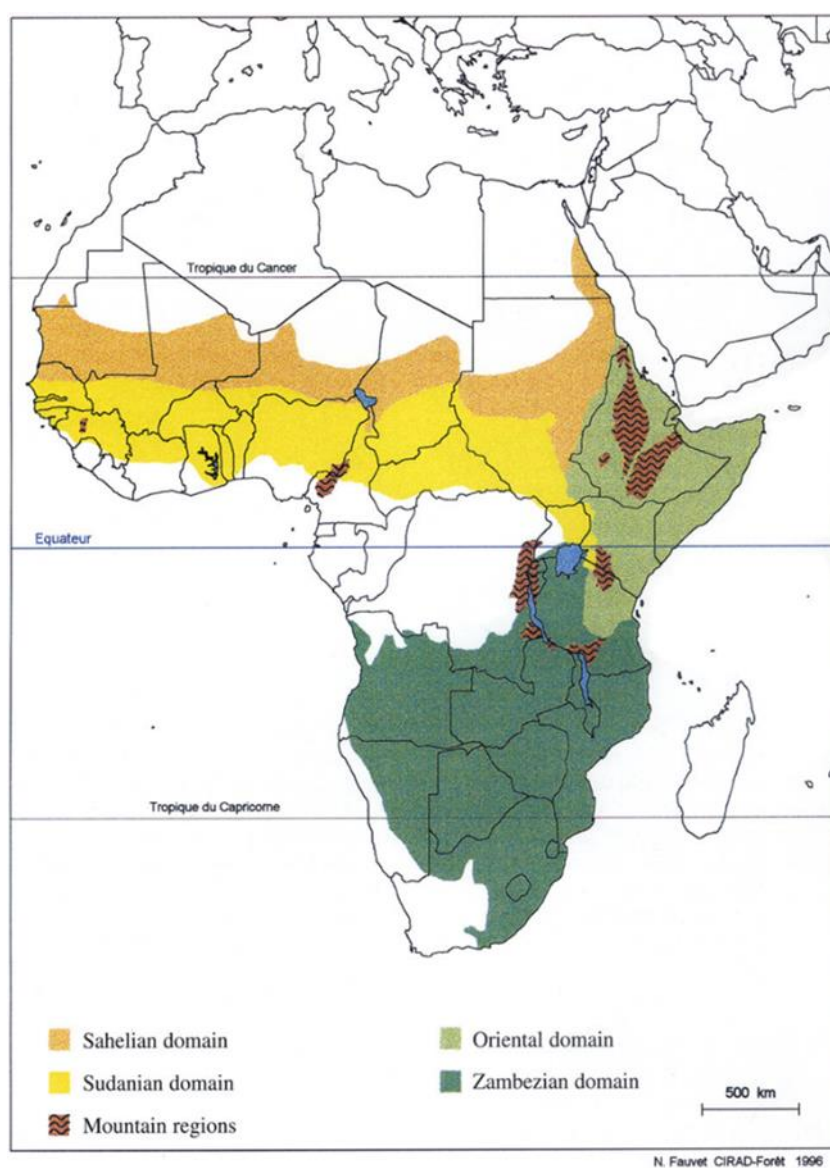 Tropique du Cancer
Equateur
Tropique du Capricorne
Sahelian domain
Oriental domain
Sudanian domain
Zambezian domain
Mountain regions
500 km
N. Fauvet CIRAD-Forêt 1996